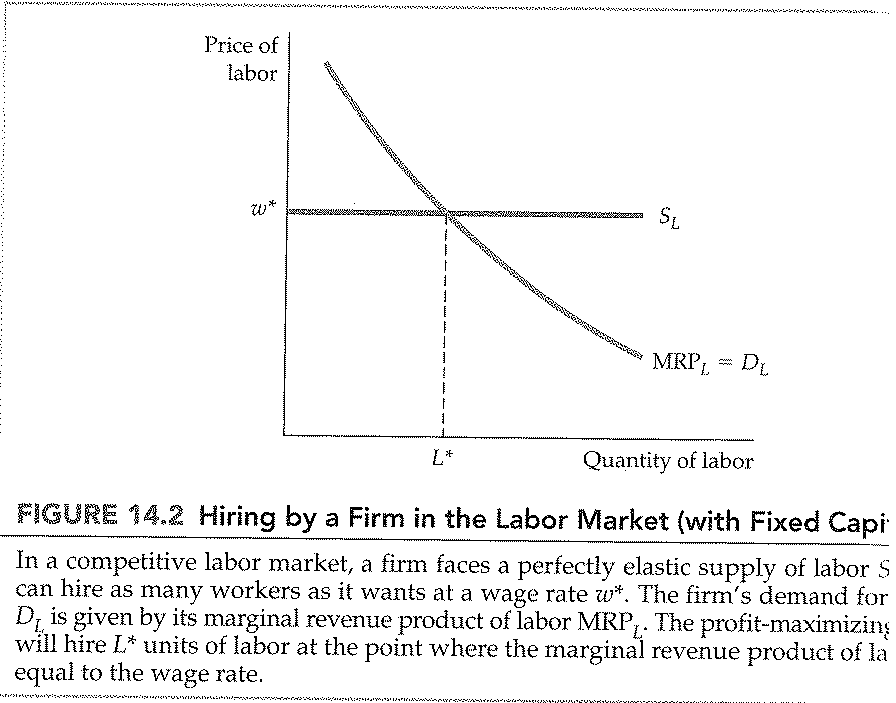 Price of
labor
w*
S_L
MRP_L = D_L
L*
Quantity of labor
FIGURE 14.2 Hiring by a Firm in the Labor Market (with Fixed Capi
In a competitive labor market, a firm faces a perfectly elastic supply of labor S
can hire as many workers as it wants at a wage rate w*. The firm's demand for
D_L is given by its marginal revenue product of labor MRP_L. The profit-maximizing
will hire L* units of labor at the point where the marginal revenue product of la
equal to the wage rate.